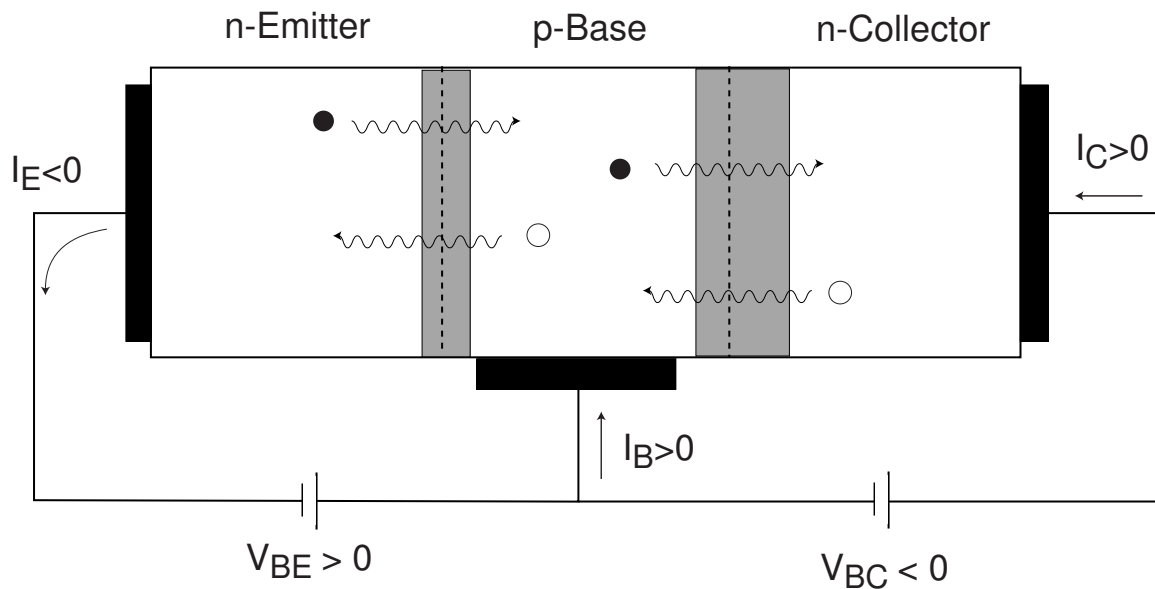 n-Emitter p-Base n-Collector
I_E<0
I_C>0
I_B>0
V_BE > 0
V_BC < 0